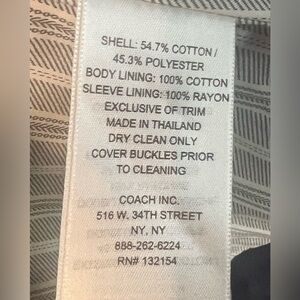 SHELL: 54.7% COTTON /
45.3% POLYESTER
BODY LINING: 100% COTTON
SLEEVE LINING: 100% RAYON
EXCLUSIVE OF TRIM
MADE IN THAILAND
DRY CLEAN ONLY
COVER BUCKLES PRIOR
TO CLEANING
COACH INC.
516 W. 34TH STREET
NY, NY
888-262-6224
RN# 132154